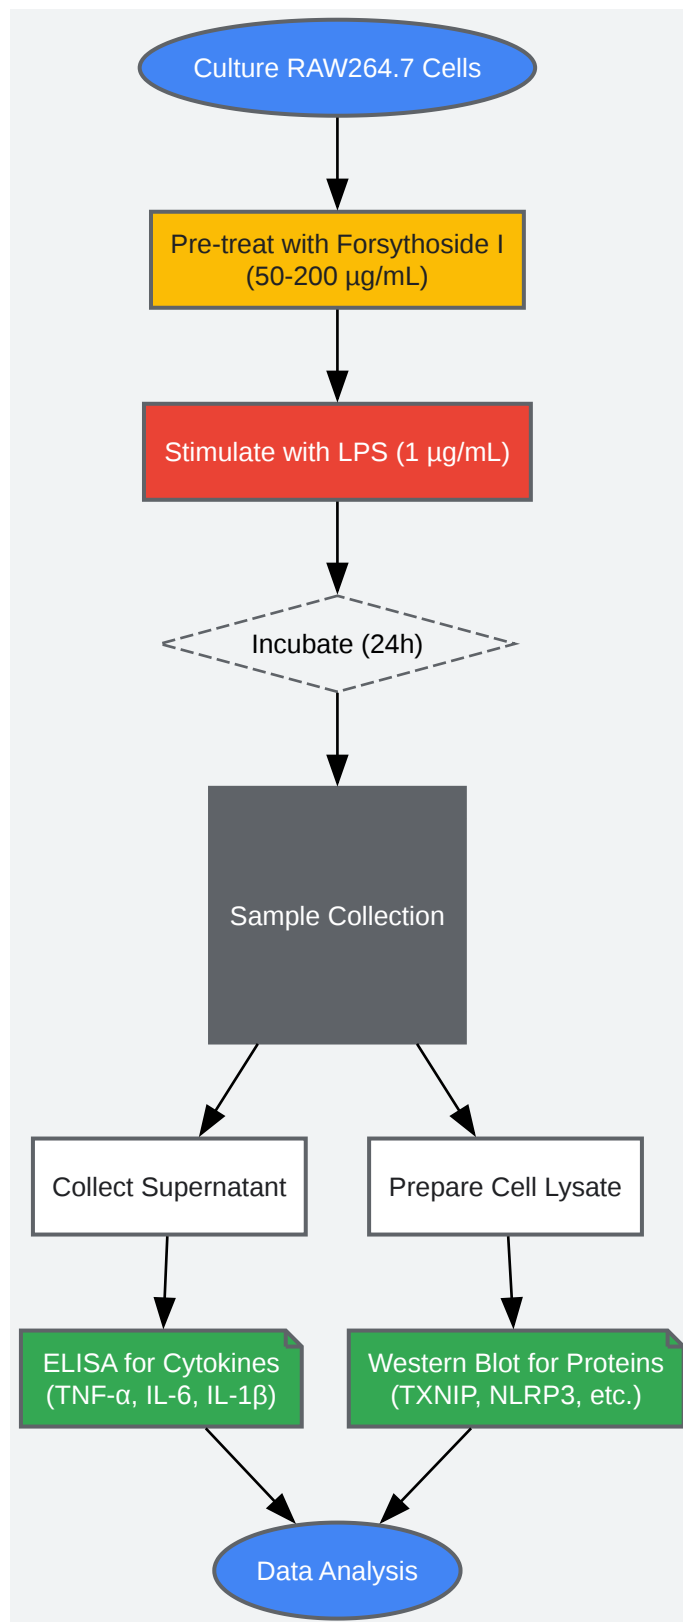 Culture RAW264.7 Cells
Pre-treat with Forsythoside I
(50-200 µg/mL)
Stimulate with LPS (1 µg/mL)
Incubate (24h)
Sample Collection
Collect Supernatant
Prepare Cell Lysate
ELISA for Cytokines
(TNF-α, IL-6, IL-1β)
Western Blot for Proteins
(TXNIP, NLRP3, etc.)
Data Analysis